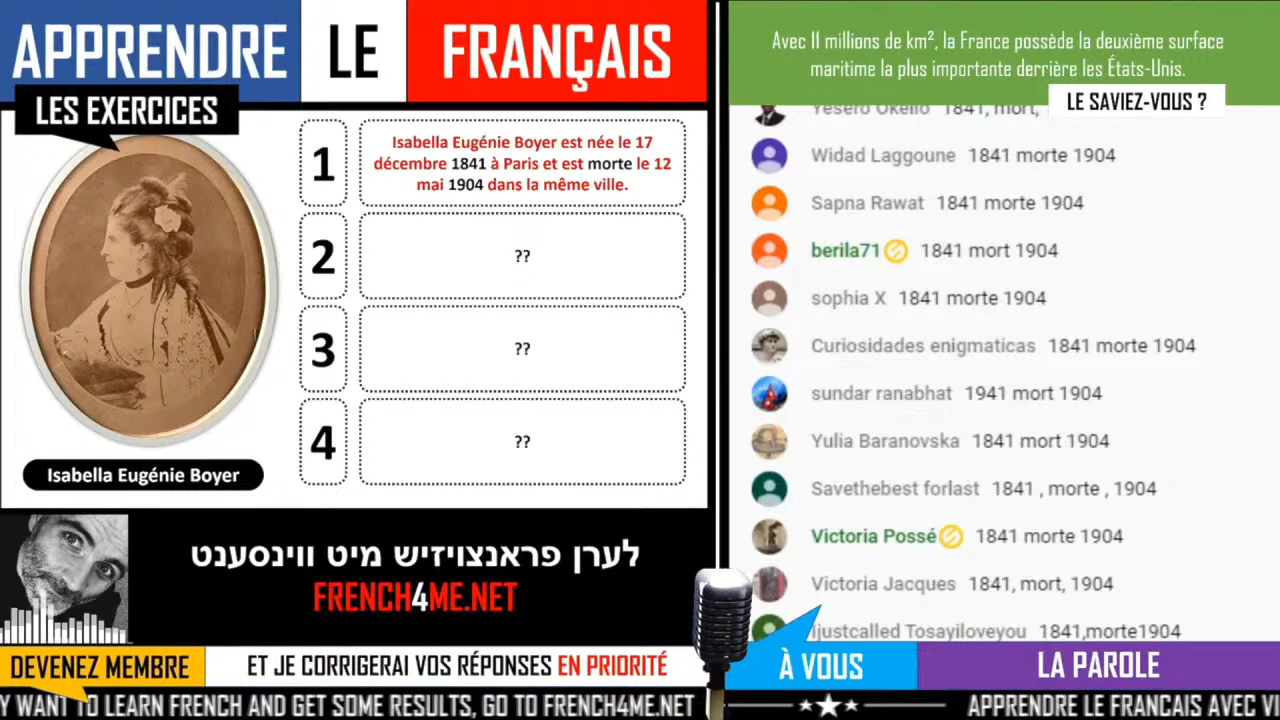 APPRENDRE LE FRANÇAIS
LES EXERCICES
1
Isabella Eugénie Boyer est née le 17
décembre 1841 à Paris et est morte le 12
mai 1904 dans la même ville.
2
??
3
??
4
??
Isabella Eugénie Boyer
לערן פראנצויזיש מיט ווינסענט
FRENCH4ME.NET
DEVENEZ MEMBRE
ET JE CORRIGERAI VOS RÉPONSES EN PRIORITÉ
Y WANT TO LEARN FRENCH AND GET SOME RESULTS, GO TO FRENCH4ME.NET
Avec 11 millions de km², la France possède la deuxième surface
maritime la plus importante derrière les États-Unis.
LE SAVIEZ-VOUS ?
Yesero Okello 1841, mort,
Widad Laggoune 1841 morte 1904
Sapna Rawat 1841 morte 1904
berila71 1841 mort 1904
sophia X 1841 morte 1904
Curiosidades enigmaticas 1841 morte 1904
sundar ranabhat 1941 mort 1904
Yulia Baranovska 1841 mort 1904
Savethebest forlast 1841 , morte , 1904
Victoria Possé 1841 morte 1904
Victoria Jacques 1841, mort, 1904
ijustcalled Tosayiloveyou 1841,morte1904
À VOUS
LA PAROLE
APPRENDRE LE FRANCAIS AVEC VI